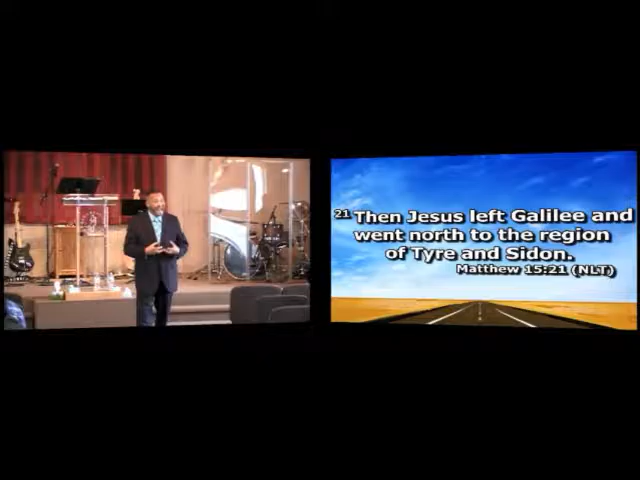 21 Then Jesus left Galilee and
went north to the region
of Tyre and Sidon.
Matthew 15:21 (NLT)